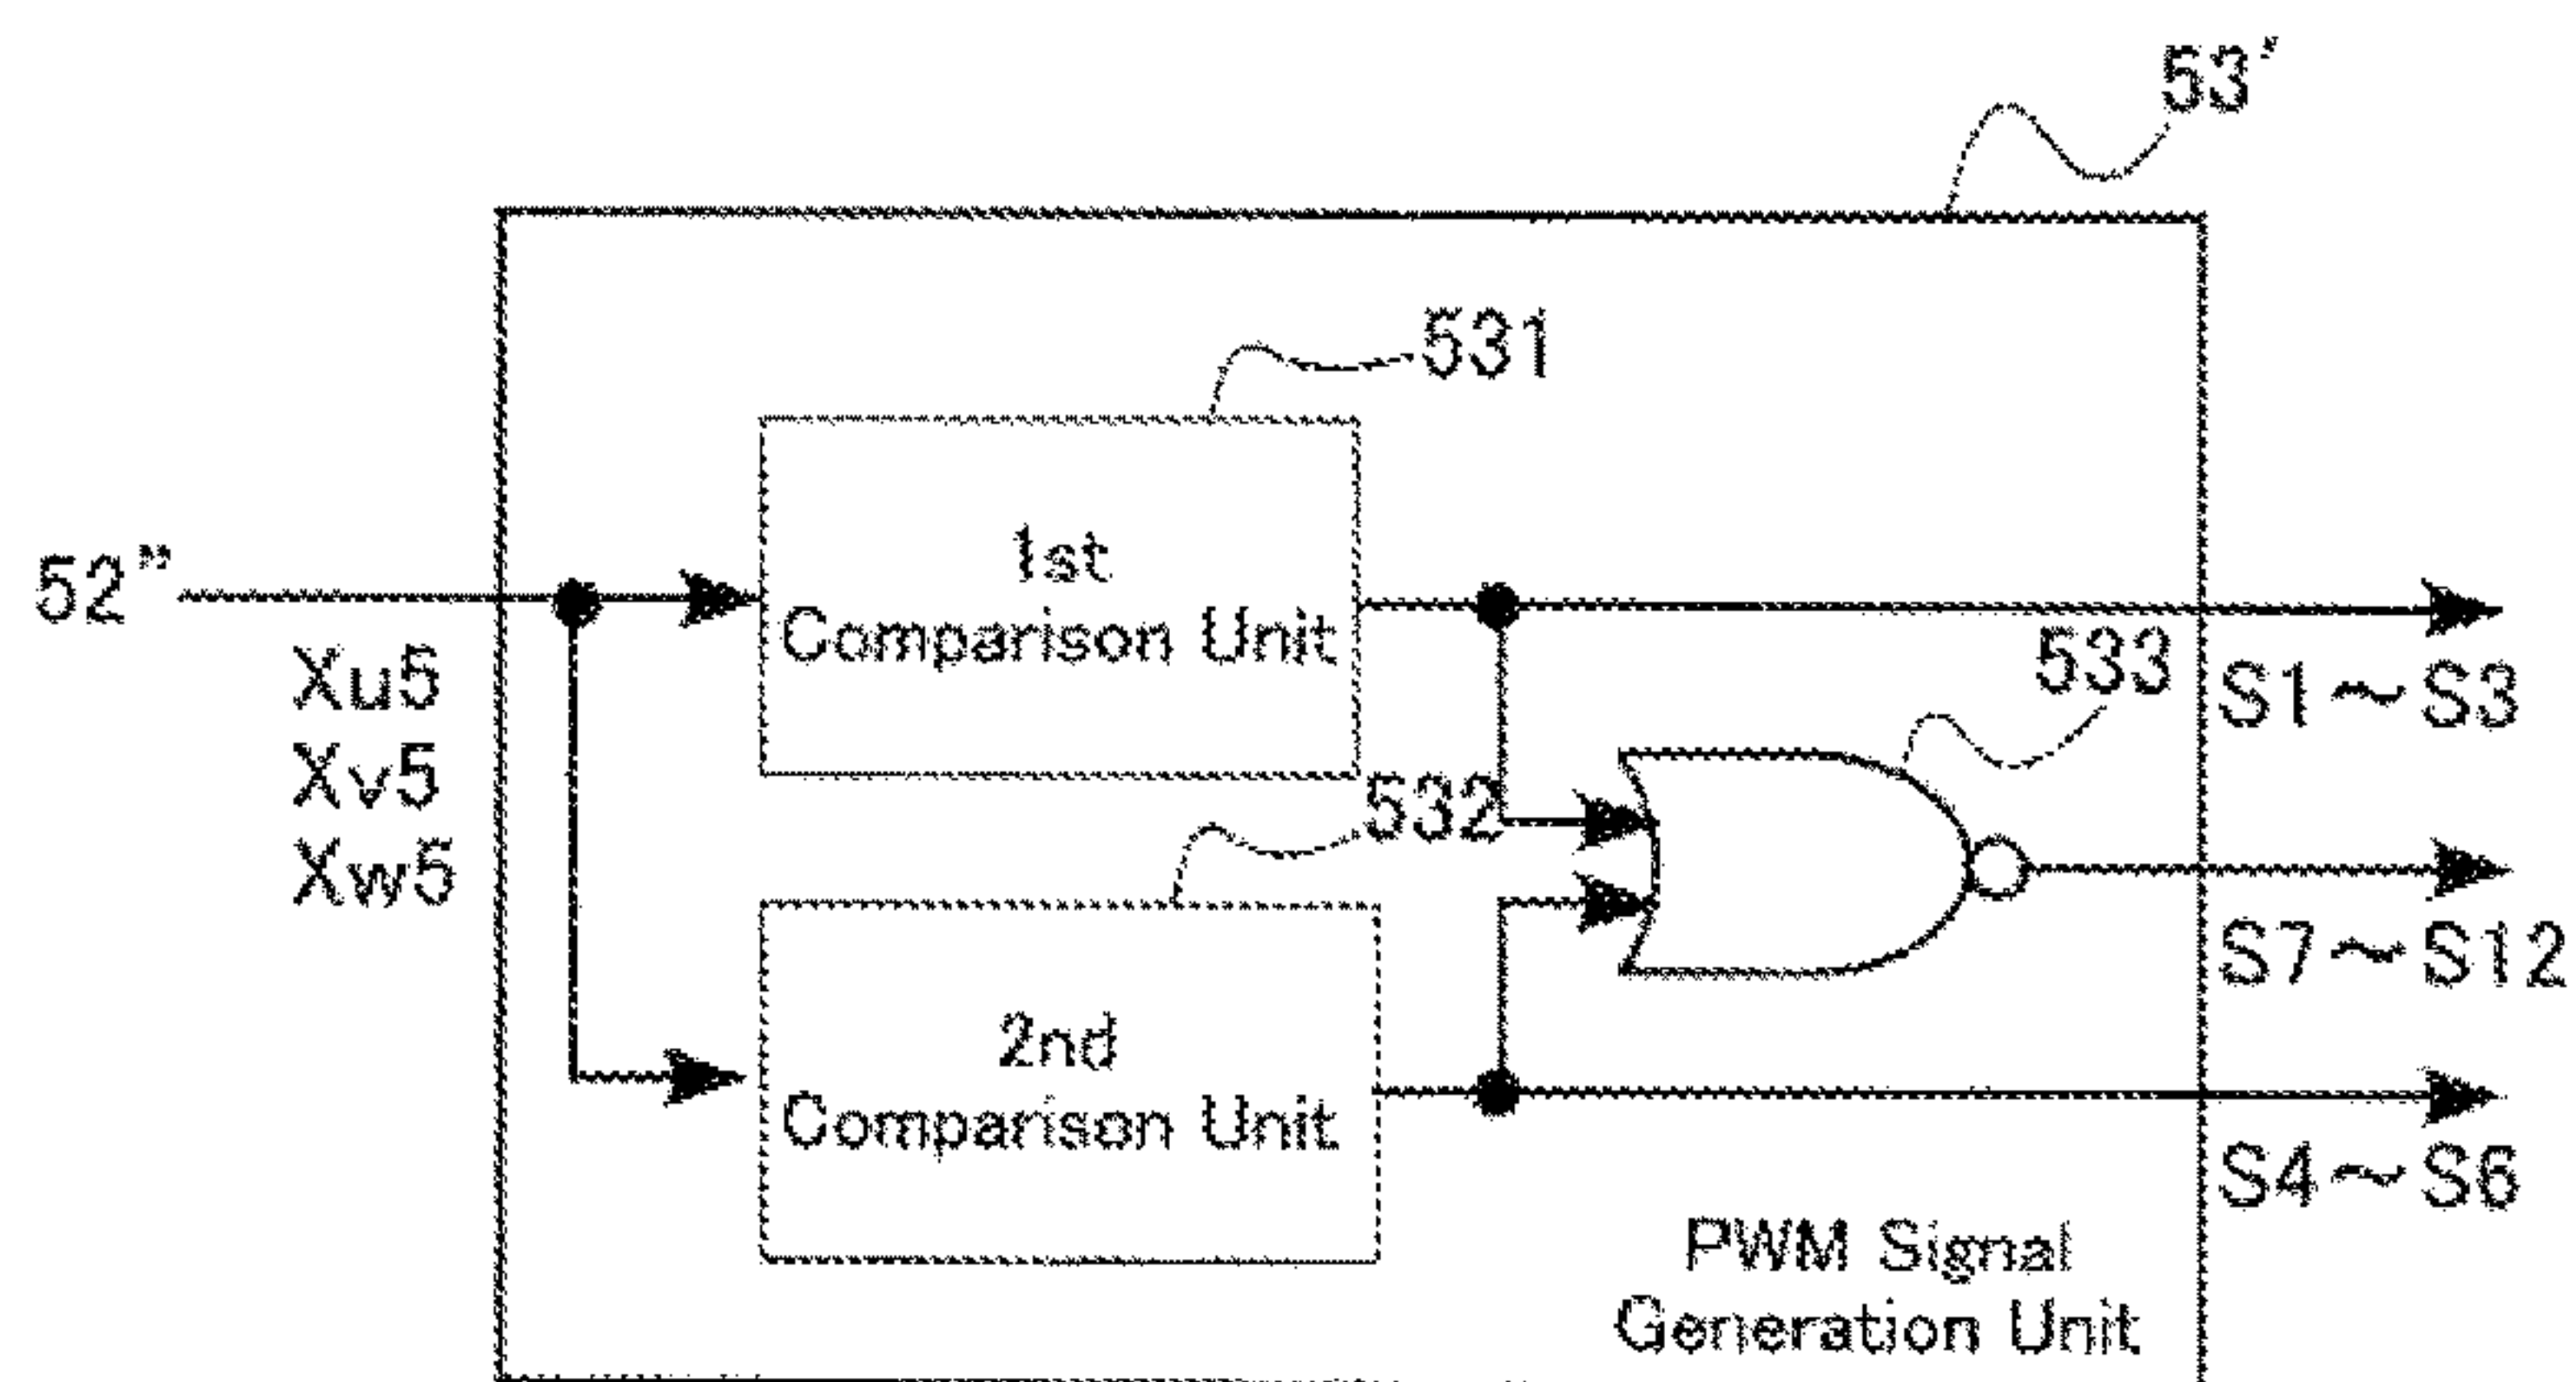 53"
531
1st
Comparison Unit
52"
Xu5
Xv5
Xw5
S1～S3
533
532
S7～S12
2nd
Comparison Unit
S4～S6
PWM Signal
Generation Unit